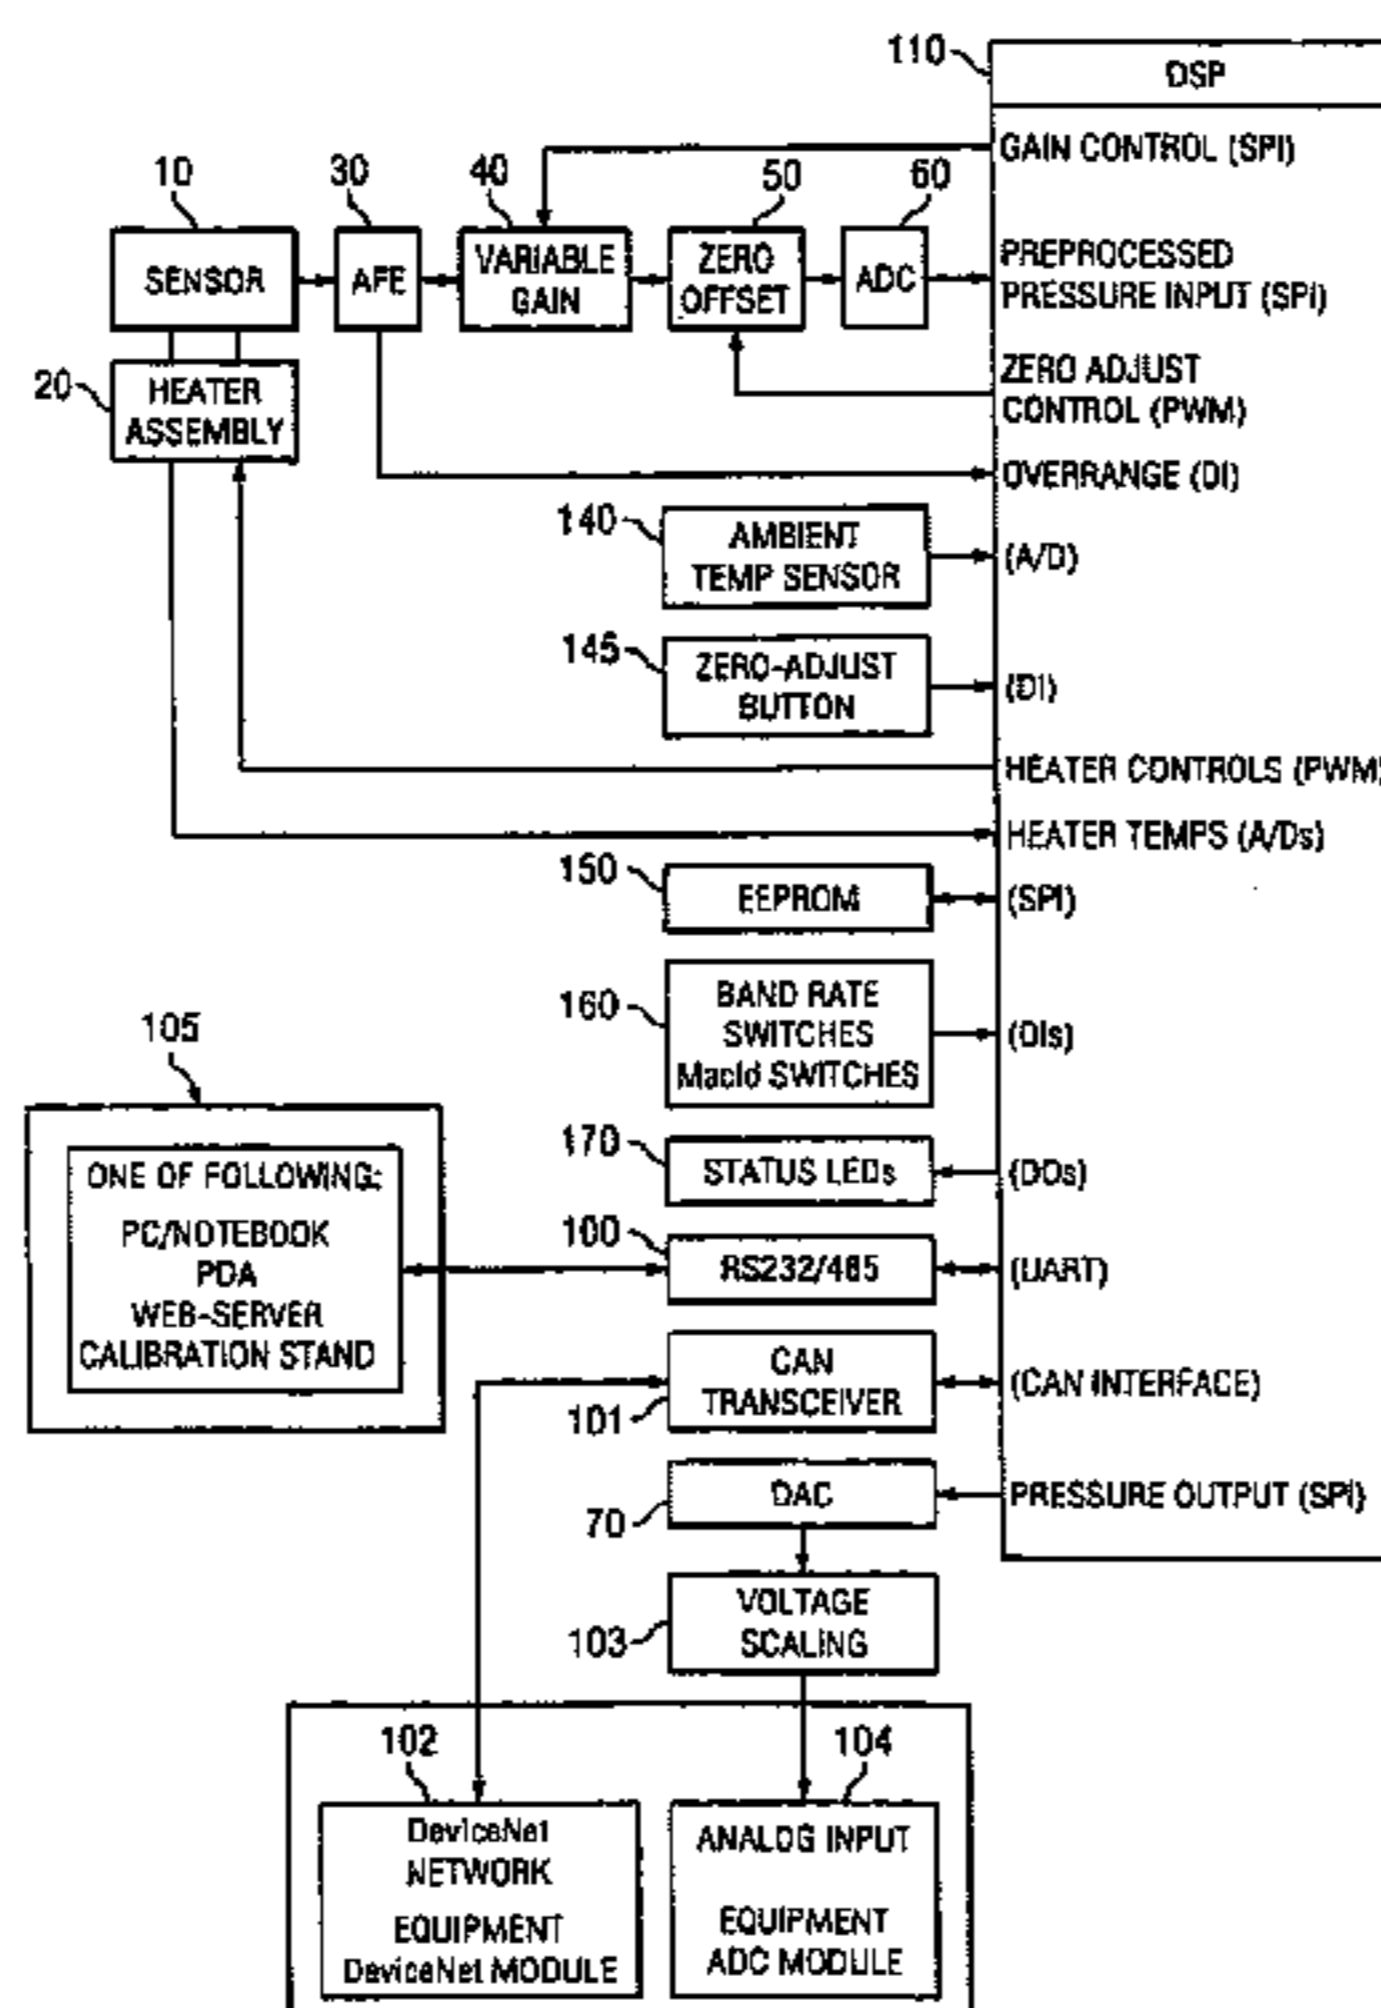 110
DSP
GAIN CONTROL (SPI)
10
30
40
50
60
SENSOR
AFE
VARIABLE
GAIN
ZERO
OFFSET
ADC
PREPROCESSED
PRESSURE INPUT (SPI)
20
HEATER
ASSEMBLY
ZERO ADJUST
CONTROL (PWM)
OVERRANGE (DI)
140
AMBIENT
TEMP SENSOR
(A/D)
145
ZERO-ADJUST
BUTTON
(DI)
HEATER CONTROLS (PWM)
HEATER TEMPS (A/Ds)
150
EEPROM
(SPI)
160
BAND RATE
SWITCHES
MacId SWITCHES
(DIs)
105
ONE OF FOLLOWING:
PC/NOTEBOOK
PDA
WEB-SERVER
CALIBRATION STAND
170
STATUS LEDs
(DOs)
100
RS232/485
(UART)
CAN
TRANSCEIVER
101
(CAN INTERFACE)
DAC
70
PRESSURE OUTPUT (SPI)
VOLTAGE
SCALING
103
102
104
DeviceNet
NETWORK
EQUIPMENT
DeviceNet MODULE
ANALOG INPUT
EQUIPMENT
ADC MODULE